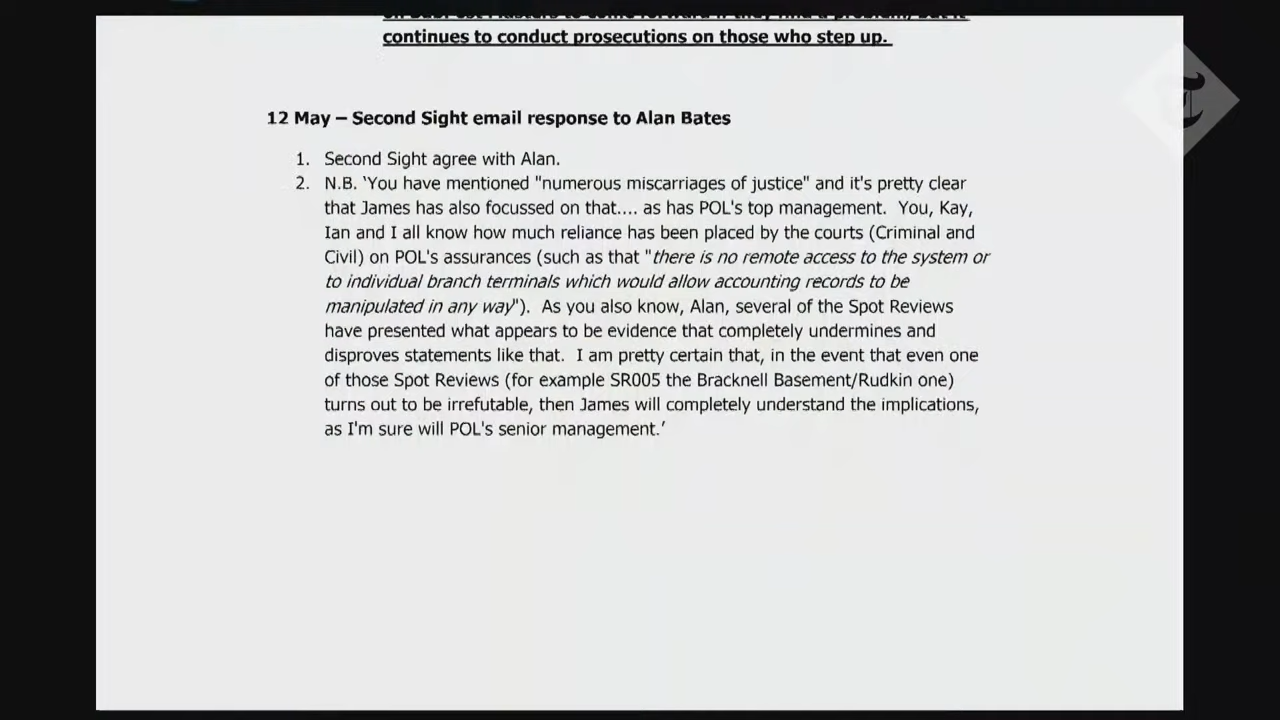 continues to conduct prosecutions on those who step up.
12 May – Second Sight email response to Alan Bates
1. Second Sight agree with Alan.
2. N.B. ‘You have mentioned "numerous miscarriages of justice" and it's pretty clear
that James has also focussed on that.... as has POL's top management. You, Kay,
Ian and I all know how much reliance has been placed by the courts (Criminal and
Civil) on POL's assurances (such as that "there is no remote access to the system or
to individual branch terminals which would allow accounting records to be
manipulated in any way"). As you also know, Alan, several of the Spot Reviews
have presented what appears to be evidence that completely undermines and
disproves statements like that. I am pretty certain that, in the event that even one
of those Spot Reviews (for example SR005 the Bracknell Basement/Rudkin one)
turns out to be irrefutable, then James will completely understand the implications,
as I'm sure will POL's senior management.’